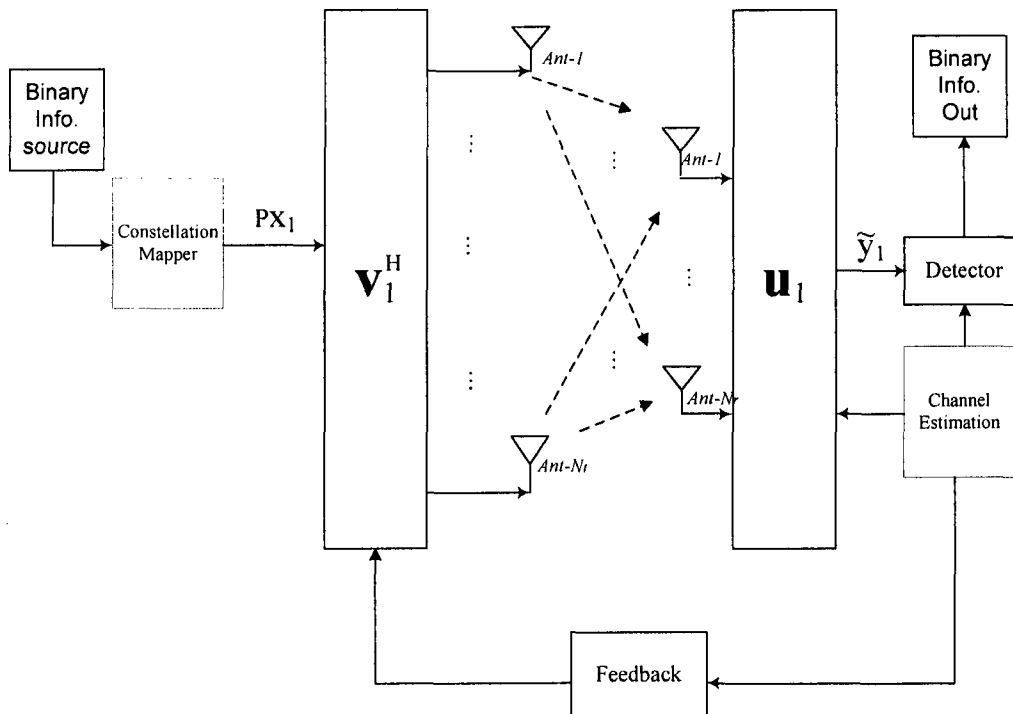 Binary
Info.
source
Constellation
Mapper
PX₁
v₁ᴴ
Ant-1
Ant-Nt
Ant-1
Ant-Nr
u₁
ỹ₁
Binary
Info.
Out
Detector
Channel
Estimation
Feedback